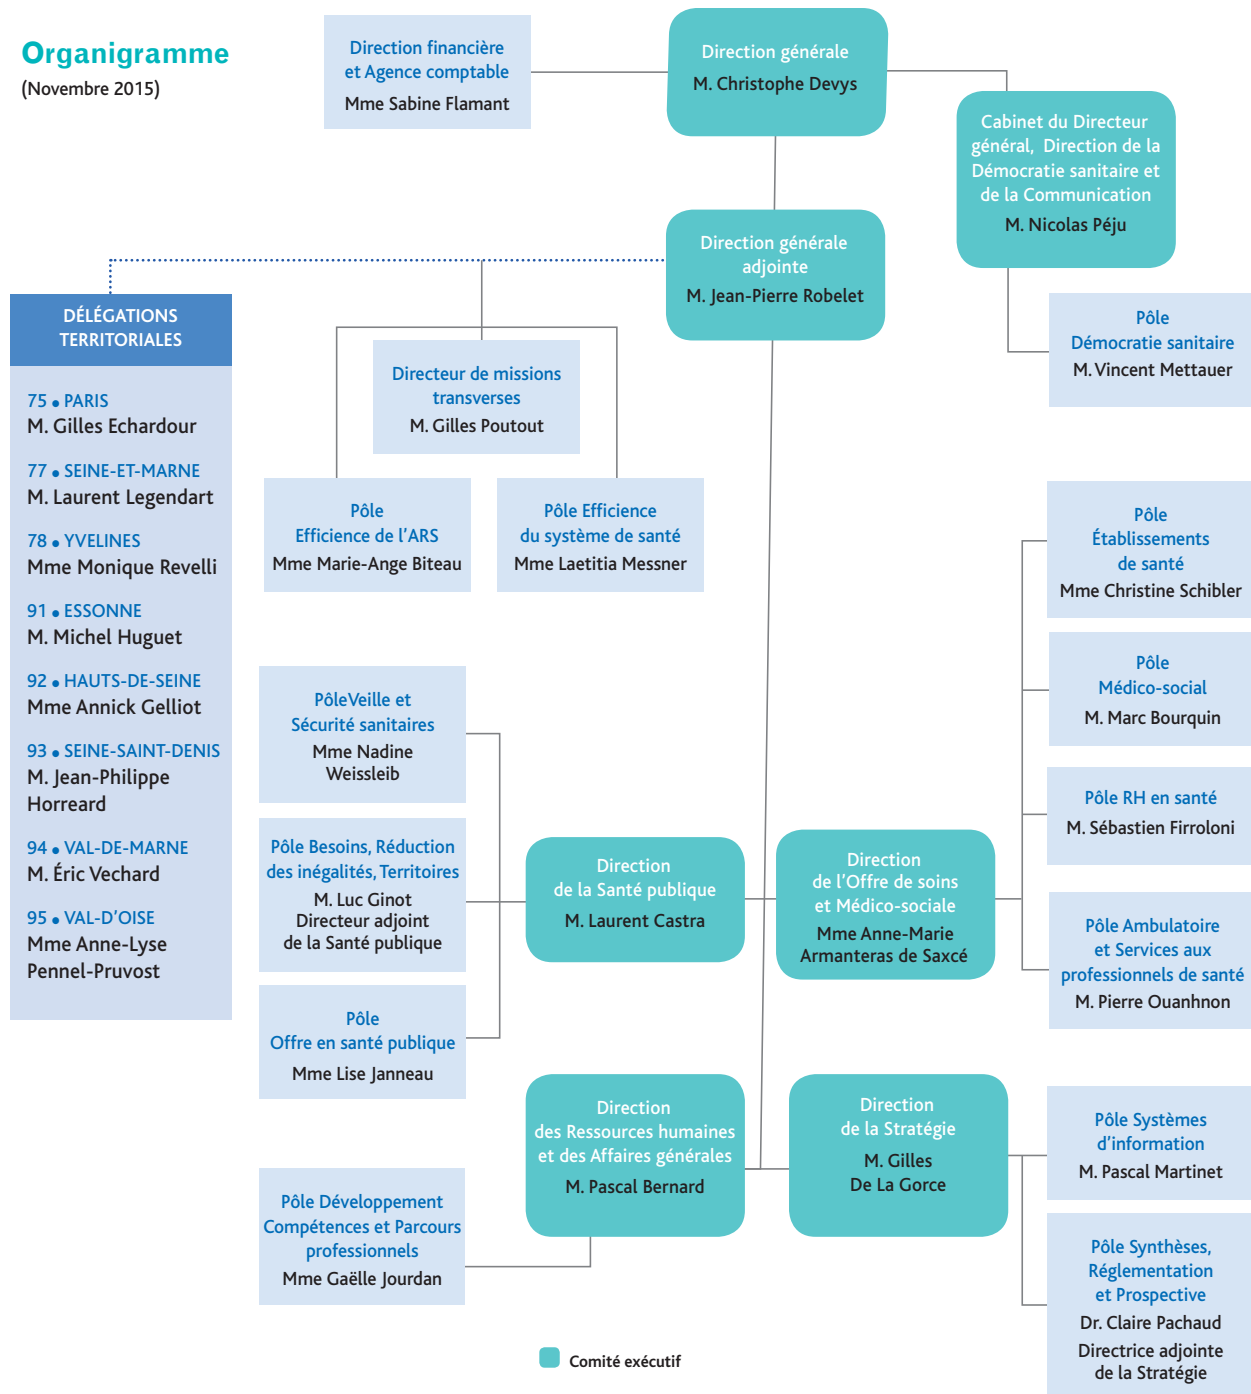 Organigramme
(Novembre 2015)
Direction financière
et Agence comptable
Mme Sabine Flamant
Direction générale
M. Christophe Devys
Cabinet du Directeur
général, Direction de la
Démocratie sanitaire et
de la Communication
M. Nicolas Péju
Direction générale
adjointe
M. Jean-Pierre Robelet
Pôle
Démocratie sanitaire
M. Vincent Mettauer
DÉLÉGATIONS
TERRITORIALES
75 • PARIS
M. Gilles Echardour
77 • SEINE-ET-MARNE
M. Laurent Legendart
78 • YVELINES
Mme Monique Revelli
91 • ESSONNE
M. Michel Huguet
92 • HAUTS-DE-SEINE
Mme Annick Gelliot
93 • SEINE-SAINT-DENIS
M. Jean-Philippe
Horreard
94 • VAL-DE-MARNE
M. Éric Vechard
95 • VAL-D'OISE
Mme Anne-Lyse
Pennel-Pruvost
Directeur de missions
transverses
M. Gilles Poutout
Pôle
Efficience de l'ARS
Mme Marie-Ange Biteau
Pôle Efficience
du système de santé
Mme Laetitia Messner
Pôle
Établissements
de santé
Mme Christine Schibler
Pôle
Médico-social
M. Marc Bourquin
Pôle RH en santé
M. Sébastien Firroloni
Pôle Ambulatoire
et Services aux
professionnels de santé
M. Pierre Ouanhnon
PôleVeille et
Sécurité sanitaires
Mme Nadine
Weissleib
Pôle Besoins, Réduction
des inégalités, Territoires
M. Luc Ginot
Directeur adjoint
de la Santé publique
Pôle
Offre en santé publique
Mme Lise Janneau
Direction
de la Santé publique
M. Laurent Castra
Direction
de l'Offre de soins
et Médico-sociale
Mme Anne-Marie
Armanteras de Saxcé
Direction
des Ressources humaines
et des Affaires générales
M. Pascal Bernard
Direction
de la Stratégie
M. Gilles
De La Gorce
Pôle Systèmes
d'information
M. Pascal Martinet
Pôle Développement
Compétences et Parcours
professionnels
Mme Gaëlle Jourdan
Pôle Synthèses,
Réglementation
et Prospective
Dr. Claire Pachaud
Directrice adjointe
de la Stratégie
Comité exécutif